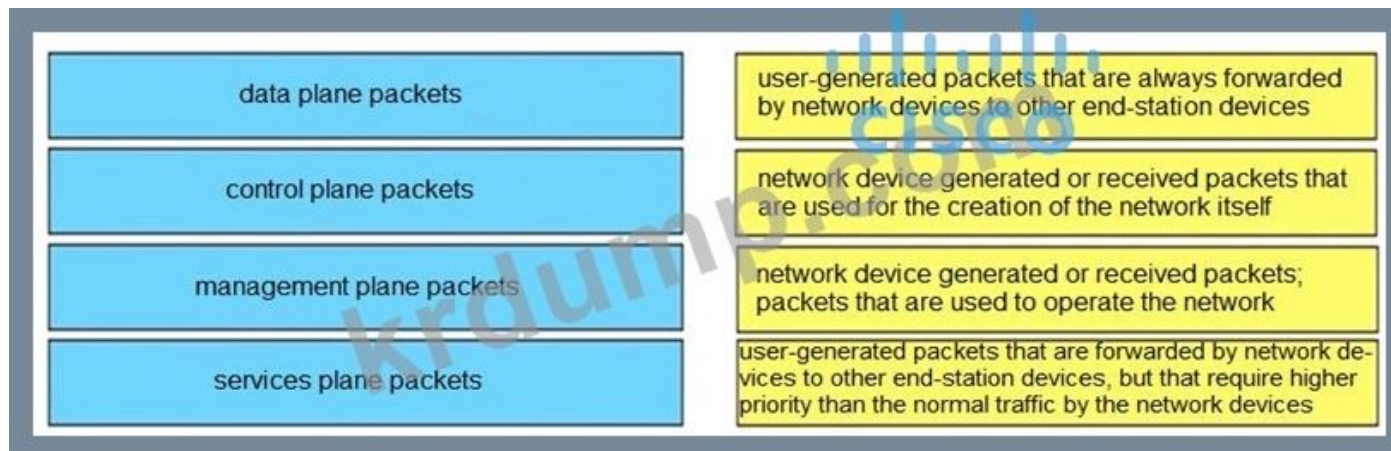 data plane packets
user-generated packets that are always forwarded
by network devices to other end-station devices
control plane packets
network device generated or received packets that
are used for the creation of the network itself
management plane packets
network device generated or received packets;
packets that are used to operate the network
services plane packets
user-generated packets that are forwarded by network de-
vices to other end-station devices, but that require higher
priority than the normal traffic by the network devices
cisco
krdump.com